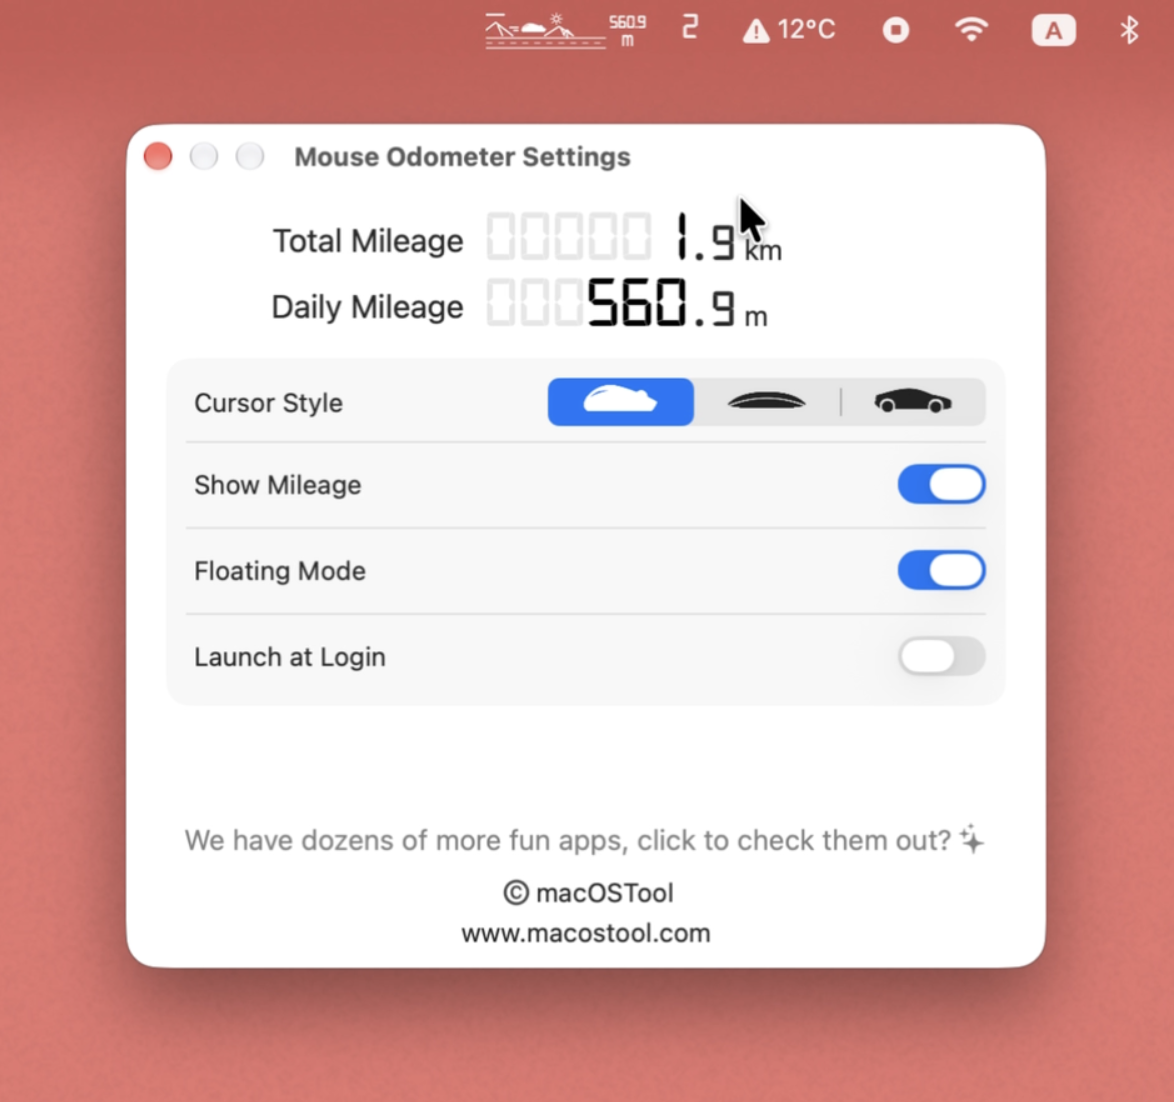 560.9
m
2
12°C
A
Mouse Odometer Settings
Total Mileage 1.9 km
Daily Mileage 560.9 m
Cursor Style
Show Mileage
Floating Mode
Launch at Login
We have dozens of more fun apps, click to check them out?
© macOSTool
www.macostool.com